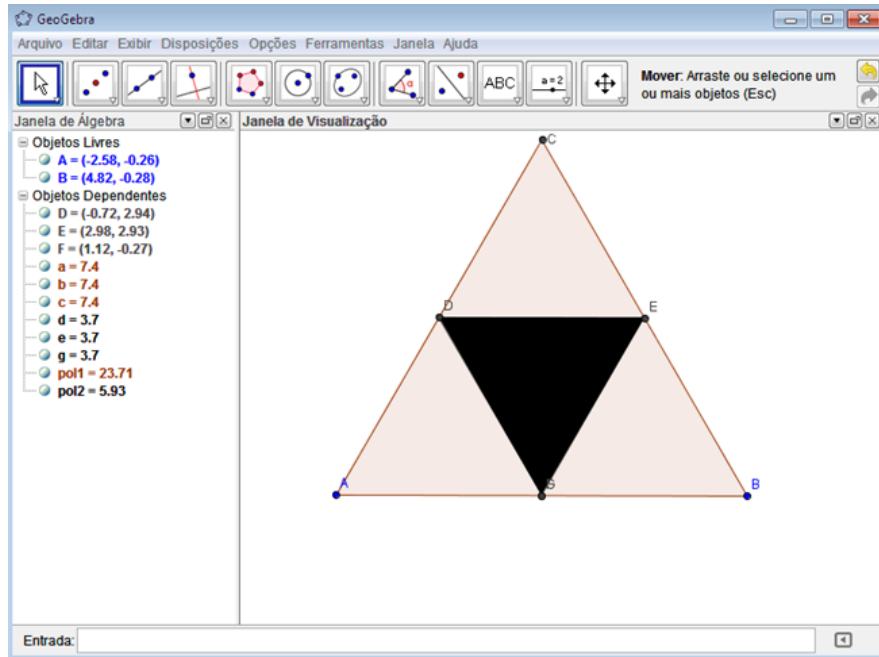 GeoGebra
Arquivo Editar Exibir Disposições Opções Ferramentas Janela Ajuda
ABC
a=2
α
Mover: Arraste ou selecione um
ou mais objetos (Esc)
Janela de Álgebra
Janela de Visualização
Objetos Livres
A = (-2.58, -0.26)
B = (4.82, -0.28)
Objetos Dependentes
D = (-0.72, 2.94)
E = (2.98, 2.93)
F = (1.12, -0.27)
a = 7.4
b = 7.4
c = 7.4
d = 3.7
e = 3.7
g = 3.7
pol1 = 23.71
pol2 = 5.93
C
D
E
A
B
Entrada: